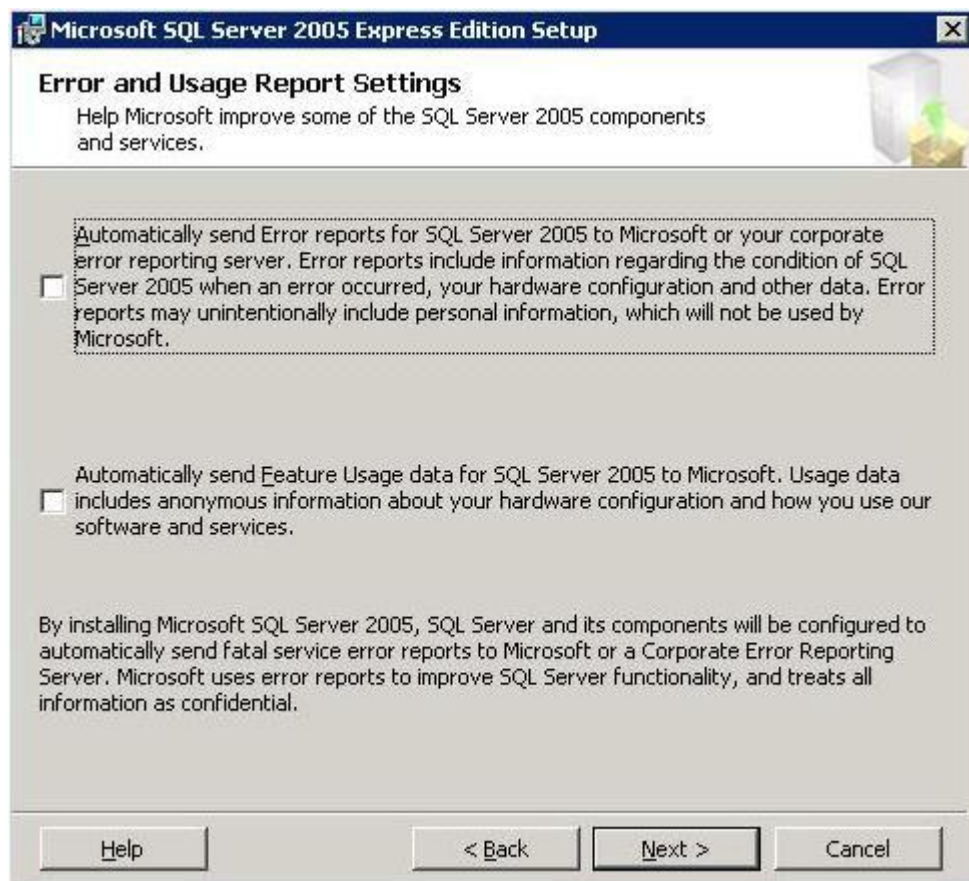 Microsoft SQL Server 2005 Express Edition Setup
Error and Usage Report Settings
Help Microsoft improve some of the SQL Server 2005 components
and services.
Automatically send Error reports for SQL Server 2005 to Microsoft or your corporate
error reporting server. Error reports include information regarding the condition of SQL
Server 2005 when an error occurred, your hardware configuration and other data. Error
reports may unintentionally include personal information, which will not be used by
Microsoft.
Automatically send Feature Usage data for SQL Server 2005 to Microsoft. Usage data
includes anonymous information about your hardware configuration and how you use our
software and services.
By installing Microsoft SQL Server 2005, SQL Server and its components will be configured to
automatically send fatal service error reports to Microsoft or a Corporate Error Reporting
Server. Microsoft uses error reports to improve SQL Server functionality, and treats all
information as confidential.
Help < Back Next > Cancel